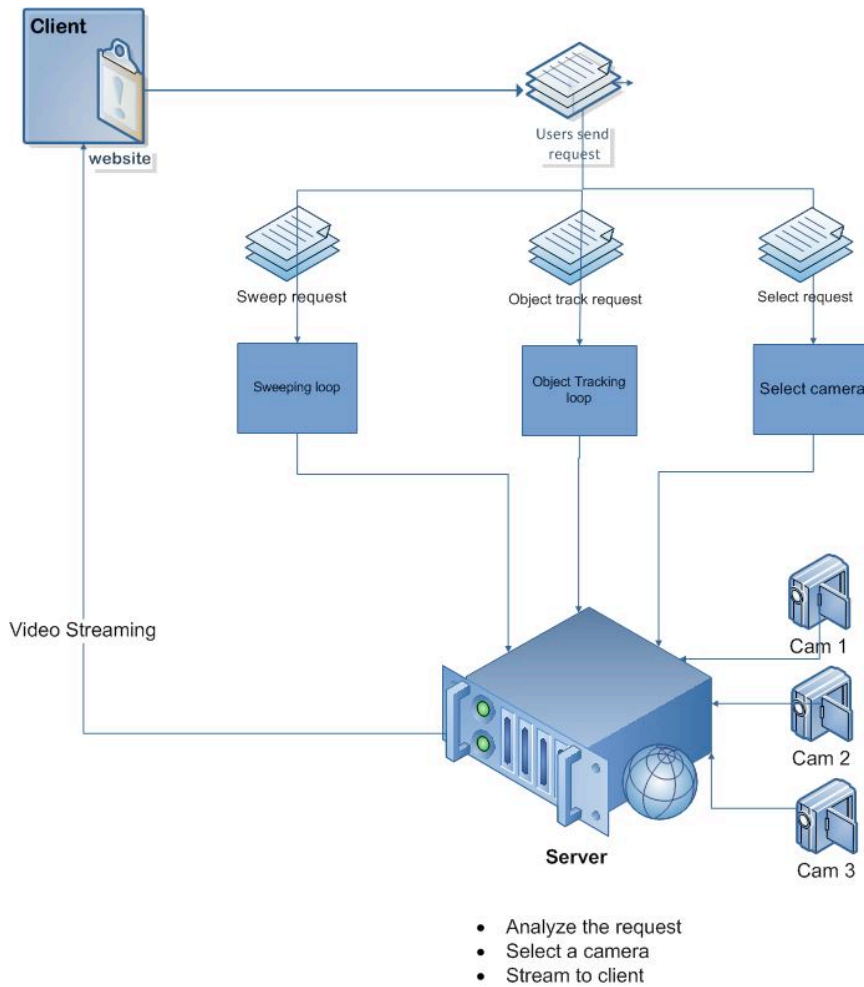 Client
website
Users send
request
Sweep request
Object track request
Select request
Sweeping loop
Object Tracking
loop
Select camera
Video Streaming
Cam 1
Cam 2
Cam 3
Server
• Analyze the request
• Select a camera
• Stream to client